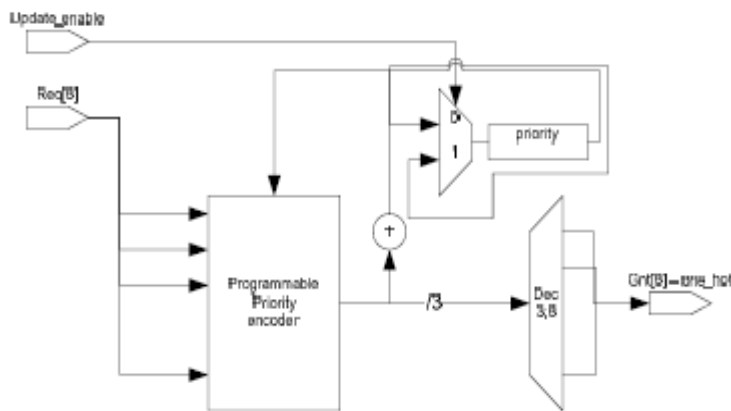 Update_enable
Req[8]
0
1
priority
+
Programmable
Priority
encoder
/3
Dec
3,8
Gnt[8]=one_hot